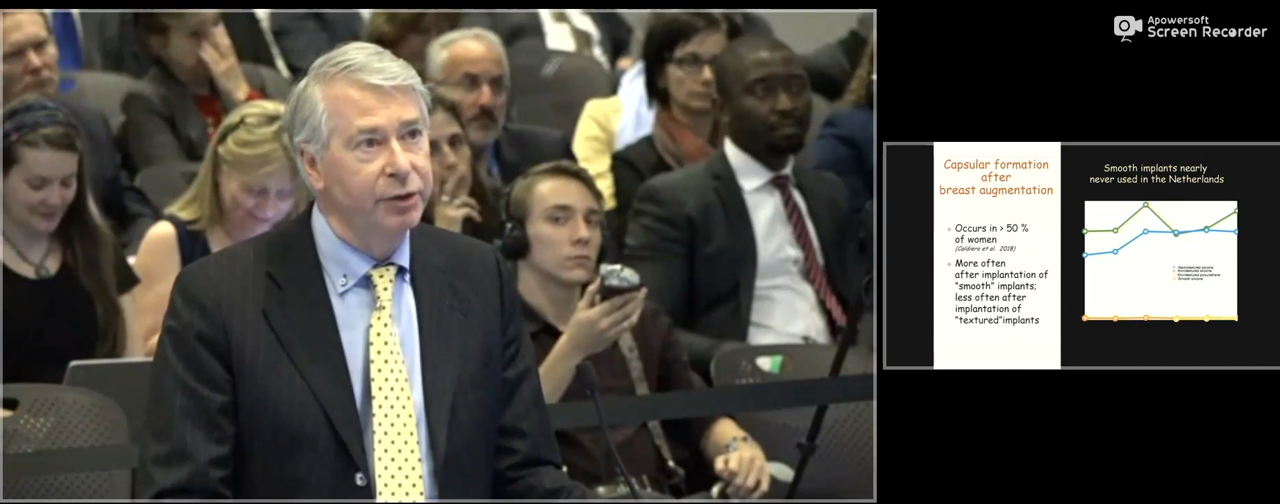 Apowersoft
Screen Recorder
Capsular formation
after
breast augmentation
Smooth implants nearly
never used in the Netherlands
Occurs in > 50 %
of women
(Caldiero et al. 2018)
More often
after implantation of
"smooth" implants;
less often after
implantation of
"textured"implants